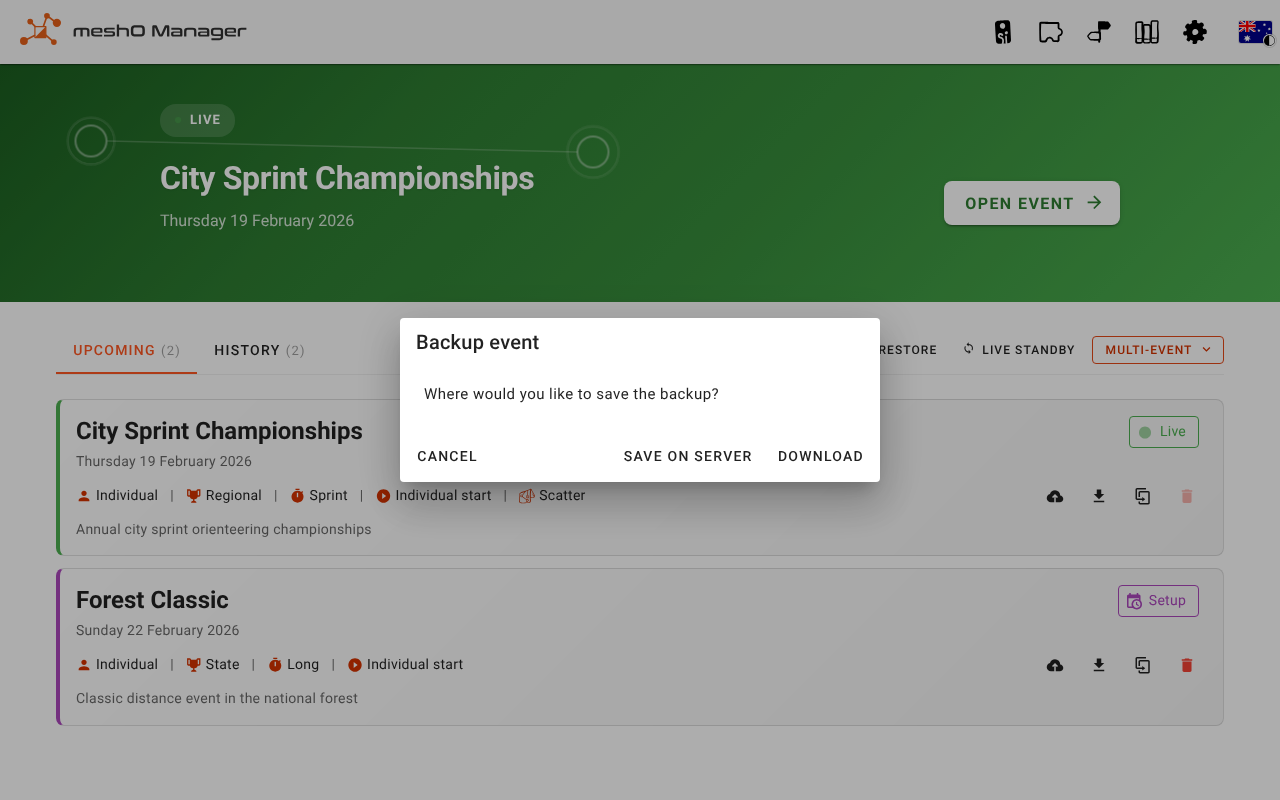 meshO Manager
Si
LIVE
City Sprint Championships
Thursday 19 February 2026
OPEN EVENT
UPCOMING (2)
HISTORY (2)
RESTORE
LIVE STANDBY
MULTI-EVENT
Backup event
Where would you like to save the backup?
CANCEL
SAVE ON SERVER
DOWNLOAD
City Sprint Championships
Live
Thursday 19 February 2026
Individual | Regional | Sprint | Individual start | Scatter
Annual city sprint orienteering championships
Forest Classic
Setup
Sunday 22 February 2026
Individual | State | Long | Individual start
Classic distance event in the national forest